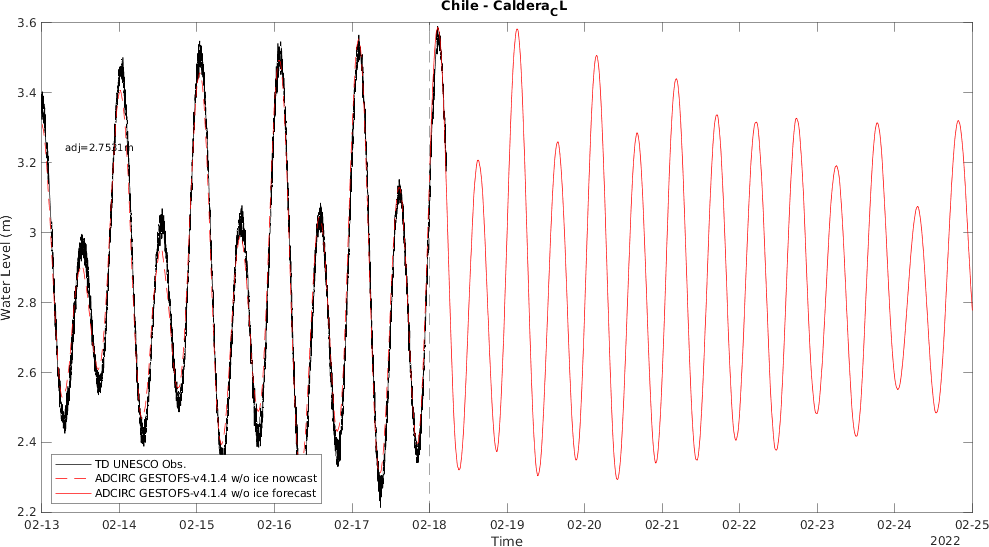 Chile - Caldera_CL
3.6
3.4
3.2
3
2.8
2.6
2.4
2.2
Water Level (m)
adj=2.7531m
TD UNESCO Obs.
ADCIRC GESTOFS-v4.1.4 w/o ice nowcast
ADCIRC GESTOFS-v4.1.4 w/o ice forecast
02-13 02-14 02-15 02-16 02-17 02-18 02-19 02-20 02-21 02-22 02-23 02-24 02-25
Time
2022